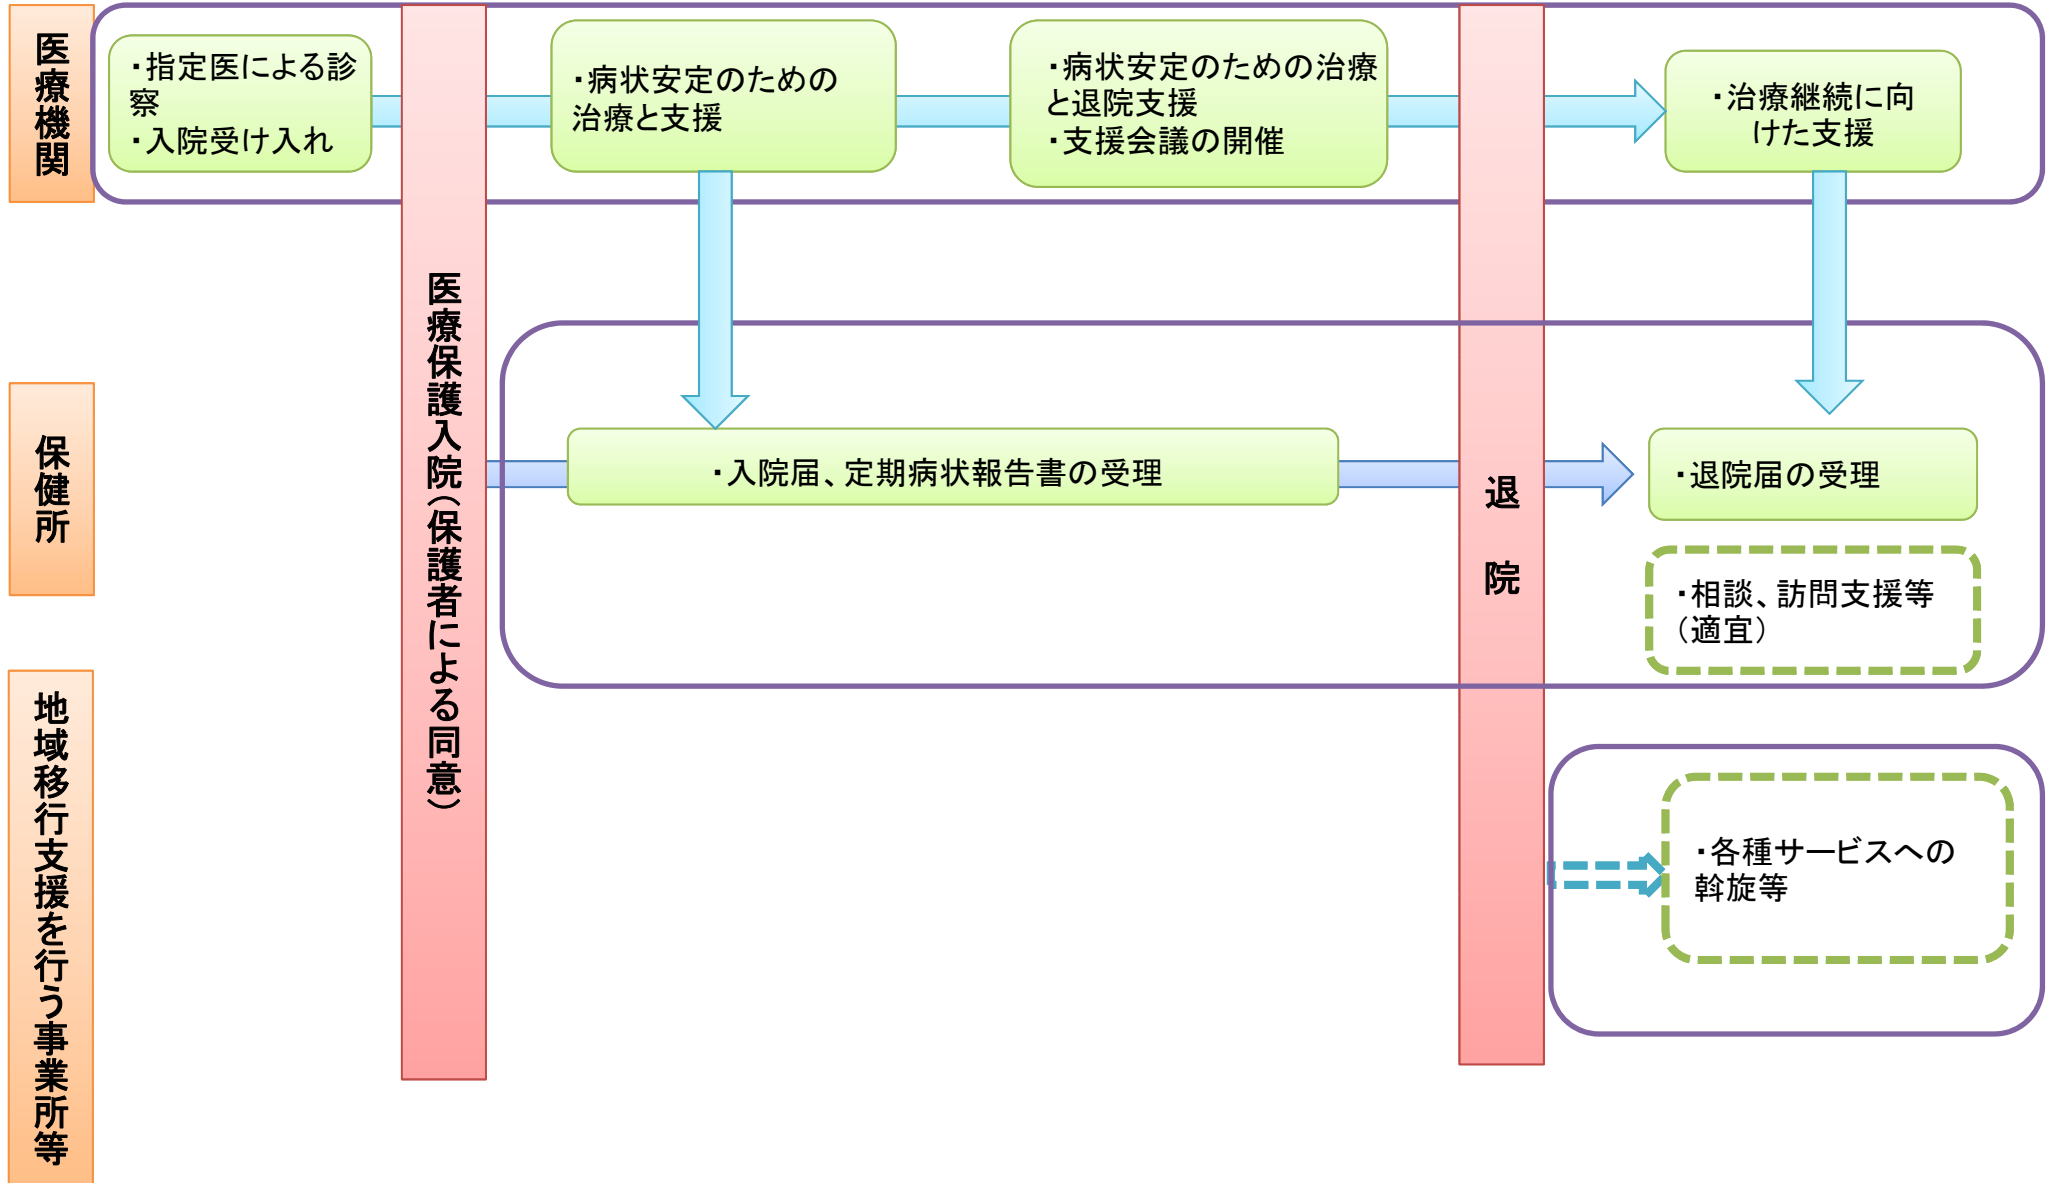 医療機関
・指定医による診
察
・入院受け入れ
・病状安定のための
治療と支援
・病状安定のための治療
と退院支援
・支援会議の開催
・治療継続に向
けた支援
医療保護入院(保護者による同意)
退院
保健所
・入院届、定期病状報告書の受理
・退院届の受理
・相談、訪問支援等
(適宜)
地域移行支援を行う事業所等
・各種サービスへの
斡旋等